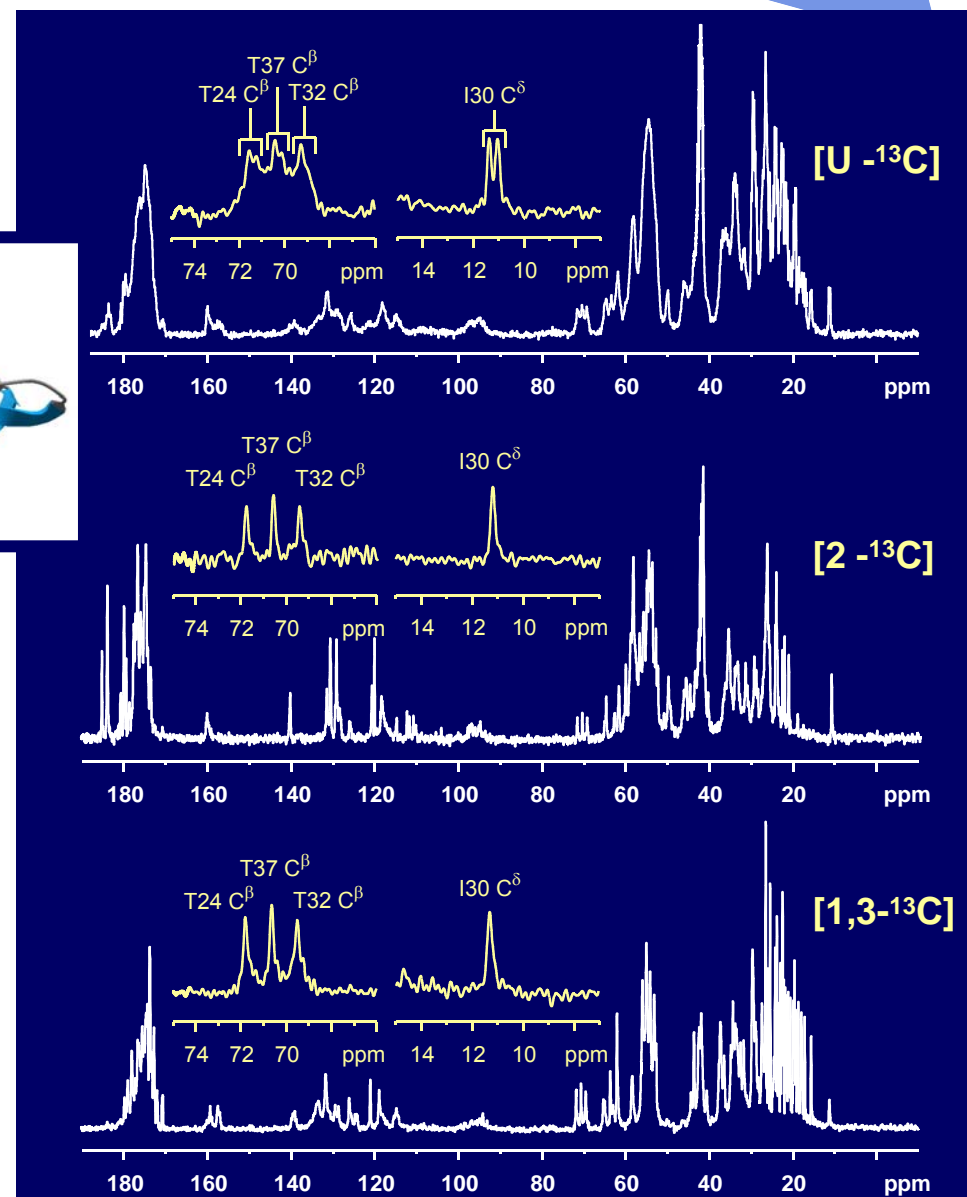 T37 Cβ
T24 Cβ T32 Cβ I30 Cδ
[U -13C]
74 72 70 ppm 14 12 10 ppm
180 160 140 120 100 80 60 40 20 ppm
T37 Cβ
T24 Cβ T32 Cβ I30 Cδ
[2 -13C]
74 72 70 ppm 14 12 10 ppm
180 160 140 120 100 80 60 40 20 ppm
T37 Cβ
T24 Cβ T32 Cβ I30 Cδ
[1,3-13C]
74 72 70 ppm 14 12 10 ppm
180 160 140 120 100 80 60 40 20 ppm